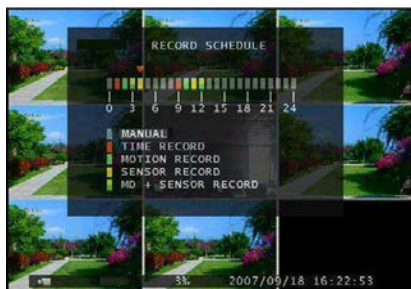 RECORD SCHEDULE
0 3 6 9 12 15 18 21 24
MANUAL
TIME RECORD
MOTION RECORD
SENSOR RECORD
MD + SENSOR RECORD
3% 2007/09/18 16:22:53